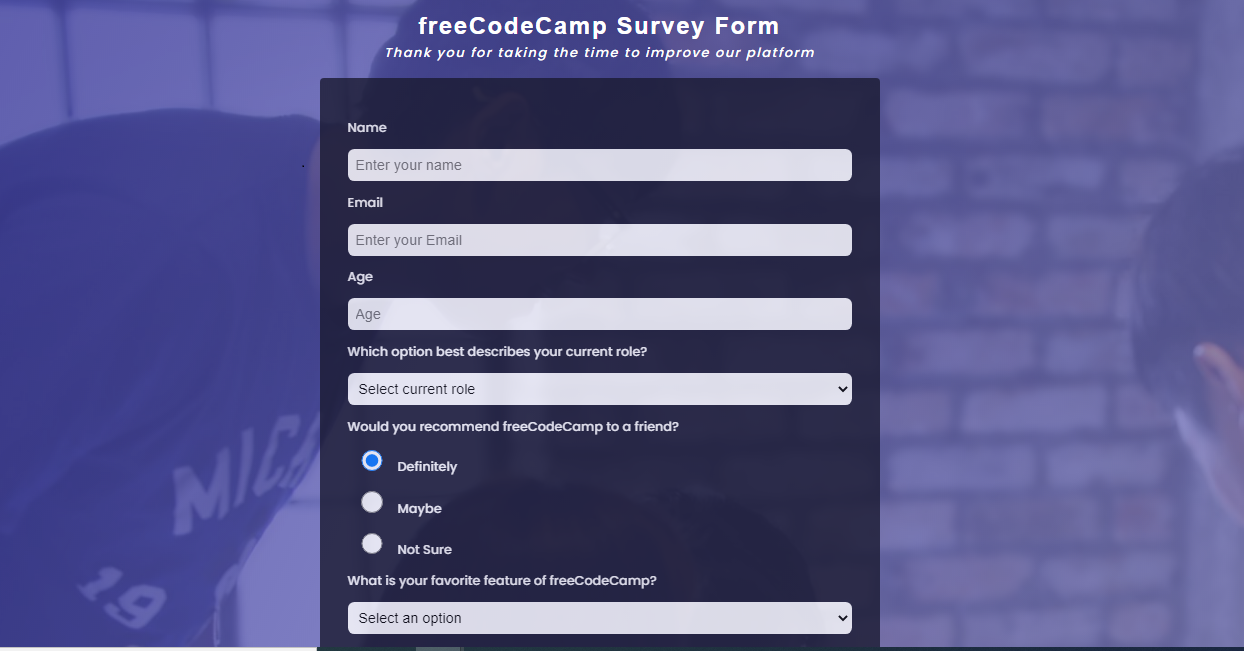 freeCodeCamp Survey Form
Thank you for taking the time to improve our platform
Name
Enter your name
Email
Enter your Email
Age
Age
Which option best describes your current role?
Select current role
Would you recommend freeCodeCamp to a friend?
Definitely
Maybe
Not Sure
What is your favorite feature of freeCodeCamp?
Select an option
MICH
19